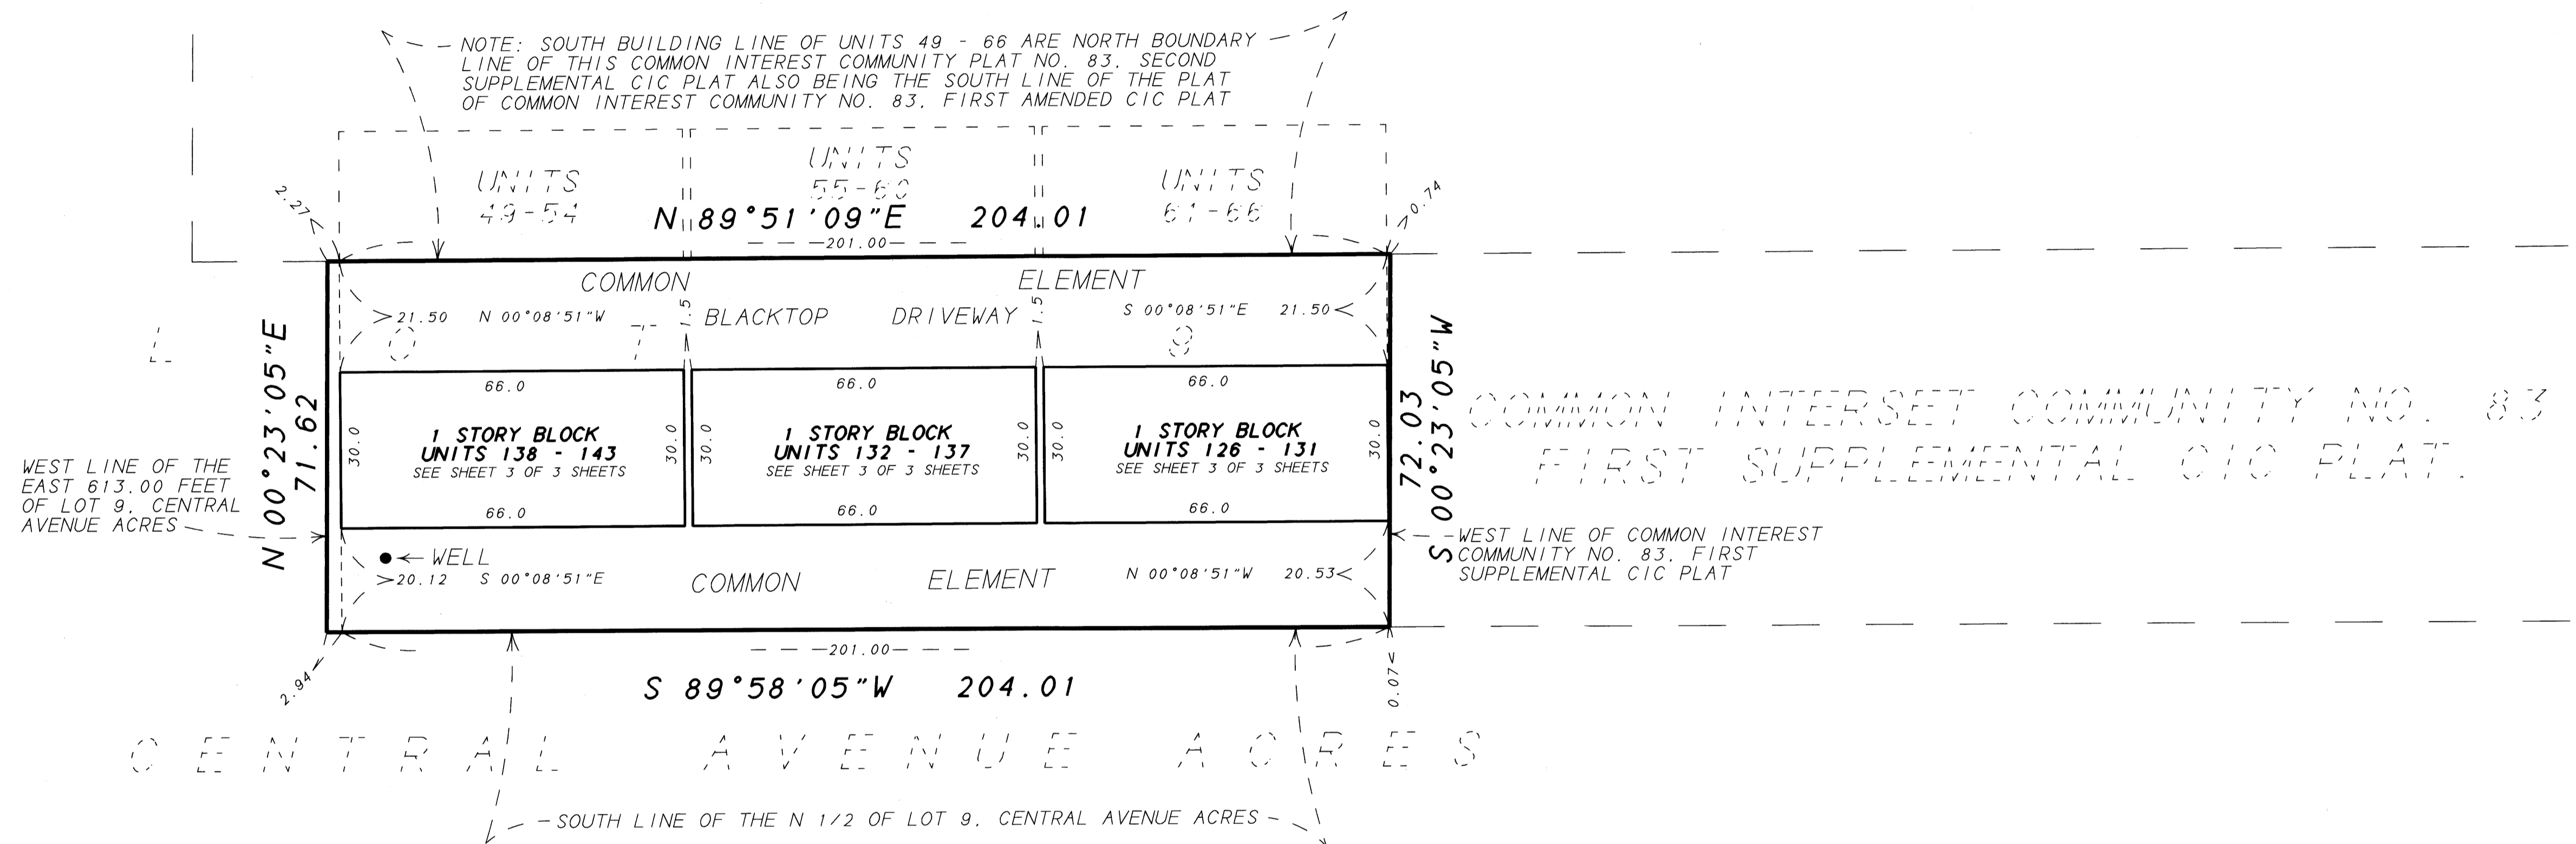 NOTE: SOUTH BUILDING LINE OF UNITS 49 - 66 ARE NORTH BOUNDARY
LINE OF THIS COMMON INTEREST COMMUNITY PLAT NO. 83. SECOND
SUPPLEMENTAL CIC PLAT ALSO BEING THE SOUTH LINE OF THE PLAT
OF COMMON INTEREST COMMUNITY NO. 83. FIRST AMENDED CIC PLAT
UNITS
49-54
UNITS
55-60
UNITS
61-66
2.27
0.74
N 89°51'09"E 204.01
201.00
COMMON ELEMENT
21.50 N 00°08'51"W
1.5
BLACKTOP DRIVEWAY
1.5
S 00°08'51"E 21.50
L O T 9
N 00°23'05"E
71.62
66.0
30.0
1 STORY BLOCK
UNITS 138 - 143
SEE SHEET 3 OF 3 SHEETS
30.0
66.0
66.0
30.0
1 STORY BLOCK
UNITS 132 - 137
SEE SHEET 3 OF 3 SHEETS
30.0
66.0
66.0
30.0
1 STORY BLOCK
UNITS 126 - 131
SEE SHEET 3 OF 3 SHEETS
30.0
66.0
72.03
S 00°23'05"W
COMMON INTERSET COMMUNITY NO. 83
FIRST SUPPLEMENTAL CIC PLAT.
WEST LINE OF THE
EAST 613.00 FEET
OF LOT 9, CENTRAL
AVENUE ACRES
WEST LINE OF COMMON INTEREST
COMMUNITY NO. 83. FIRST
SUPPLEMENTAL CIC PLAT
WELL
20.12 S 00°08'51"E
COMMON ELEMENT
N 00°08'51"W 20.53
201.00
2.94
0.07
S 89°58'05"W 204.01
CENTRAL AVENUE ACRES
SOUTH LINE OF THE N 1/2 OF LOT 9, CENTRAL AVENUE ACRES